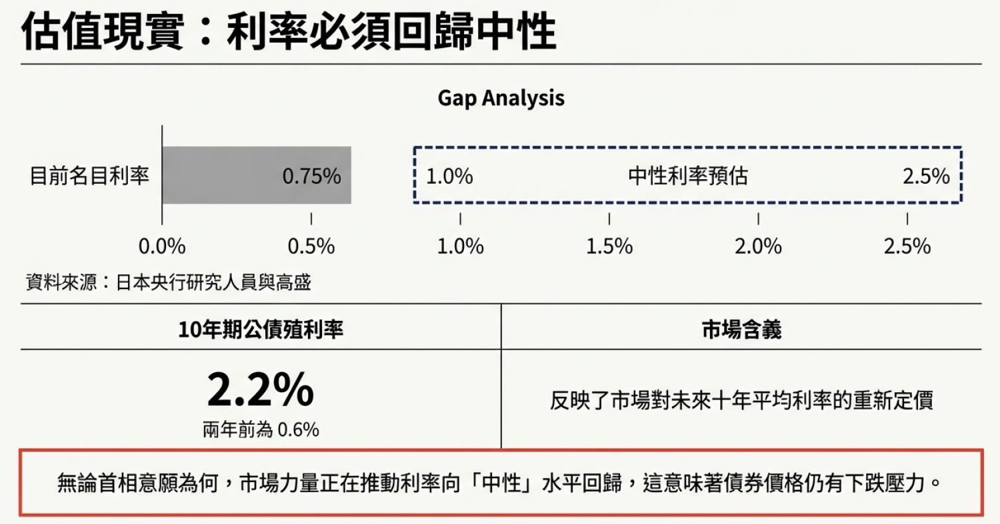 估值現實：利率必須回歸中性
Gap Analysis
目前名目利率
0.75%
1.0%
中性利率預估
2.5%
0.0%
0.5%
1.0%
1.5%
2.0%
2.5%
資料來源：日本央行研究人員與高盛
10年期公債殖利率
市場含義
2.2%
兩年前為 0.6%
反映了市場對未來十年平均利率的重新定價
無論首相意願為何，市場力量正在推動利率向「中性」水平回歸，這意味著債券價格仍有下跌壓力。